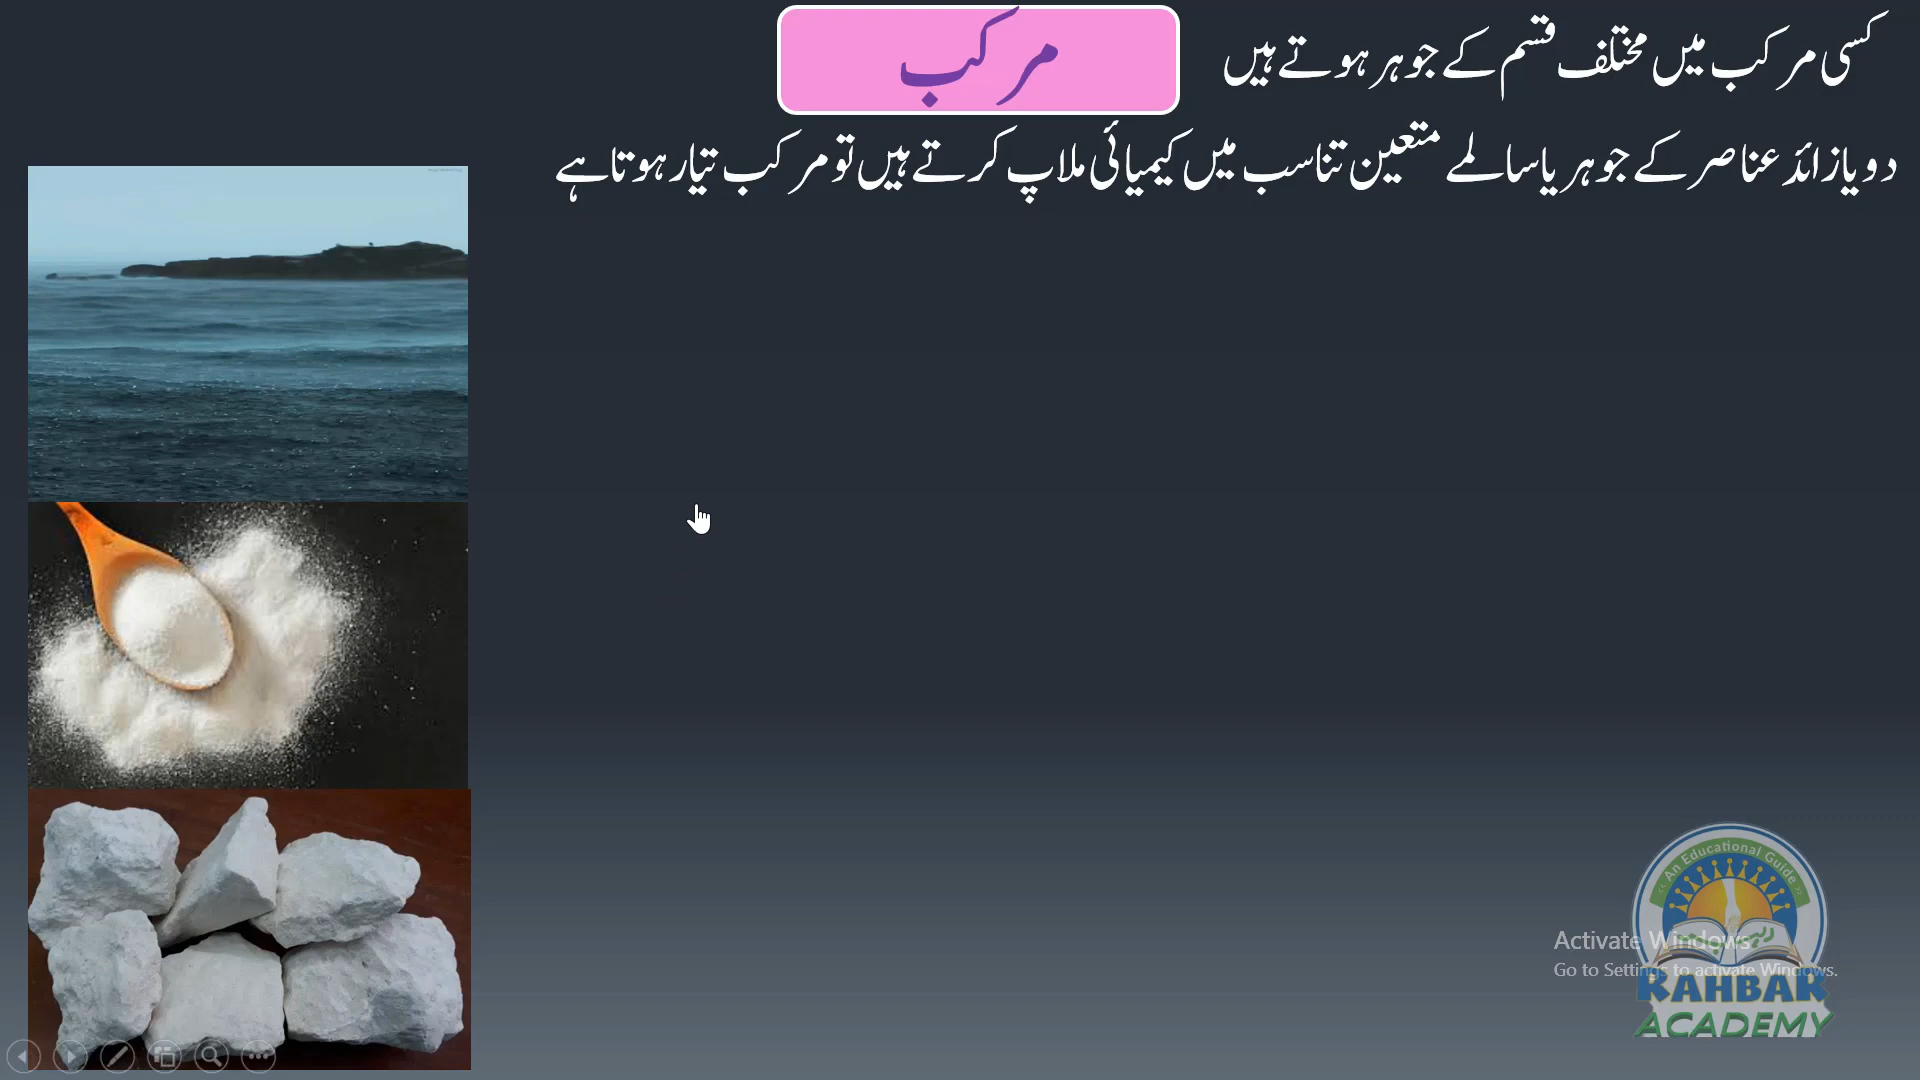 مرکب
کسی مرکب میں مختلف قسم کے جوہر ہوتے ہیں
دو یا زائد عناصر کے جوہر یا سالمے متعین تناسب میں کیمیائی ملاپ کرتے ہیں تو مرکب تیار ہوتا ہے
<< An Educational Guide >>
Activate Windows
Go to Settings to activate Windows.
RAHBAR
ACADEMY